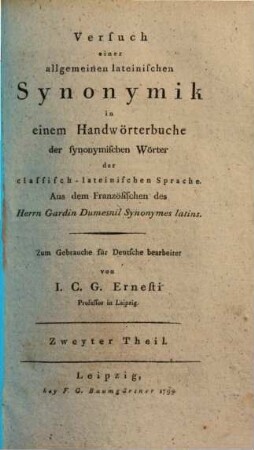 Verſuch
einer
allgemeinen lateiniſchen
Synonymik
in
einem Handwörterbuche
der ſynonymiſchen Wörter
der
claſſiſch-lateiniſchen Sprache.
Aus dem Franzöſiſchen des
Herrn Gardin Dumesnil Synonymes latins.
Zum Gebrauche für Deutſche bearbeitet
von
I. C. G. Erneſti
Profeſſor in Leipzig.
Zweyter Theil.
Leipzig,
bey F. G. Baumgärtner